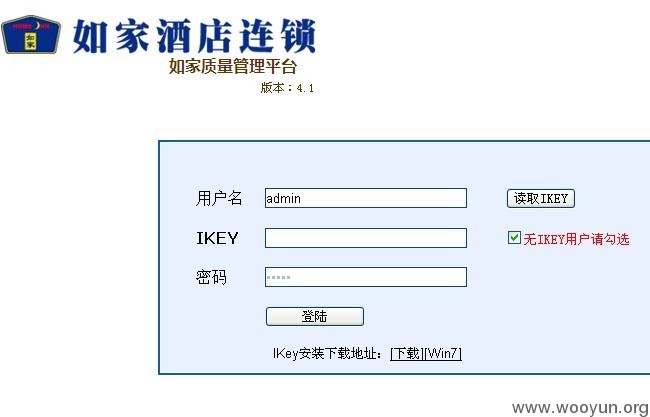 如家酒店连锁
如家质量管理平台
版本：4.1
用户名 admin 读取IKEY
IKEY 无IKEY用户请勾选
密码
登陆
IKey安装下载地址：[下载][Win7]
www.wooyun.org